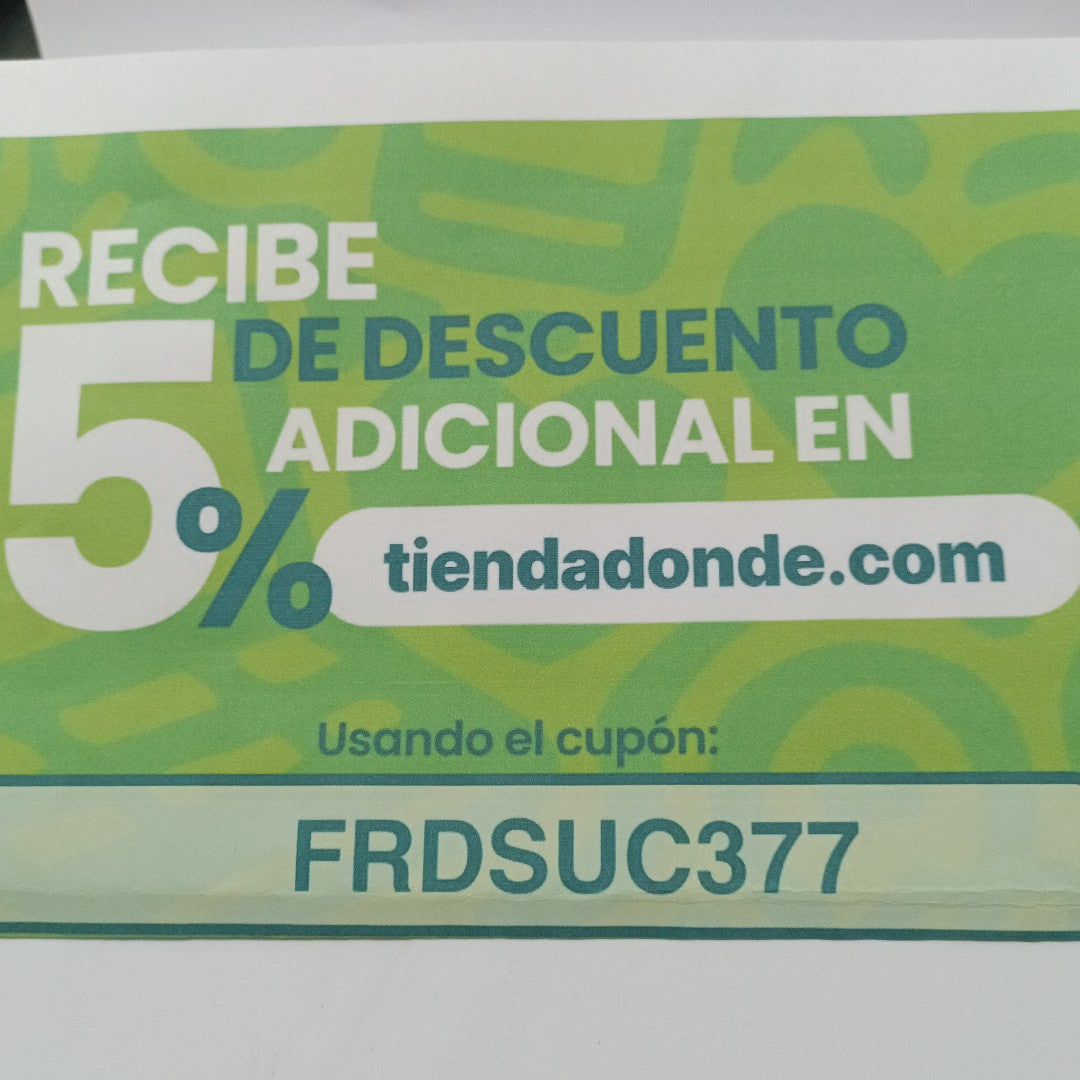 RECIBE
5% DE DESCUENTO
ADICIONAL EN
tiendadonde.com
Usando el cupón:
FRDSUC377